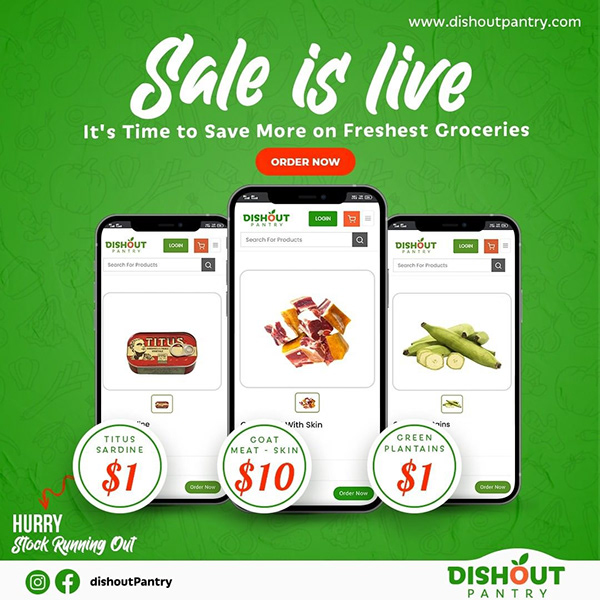 www.dishoutpantry.com
Sale is live
It's Time to Save More on Freshest Groceries
ORDER NOW
DISHOUT
PANTRY
LOGIN
Search For Products
DISHOUT
PANTRY
LOGIN
Search For Products
DISHOUT
PANTRY
LOGIN
Search For Products
TITUS
With Skin
TITUS
SARDINE
$1
Order Now
GOAT
MEAT - SKIN
$10
Order Now
GREEN
PLANTAINS
$1
Order Now
HURRY
Stock Running Out
dishoutPantry
DISHOUT
PANTRY